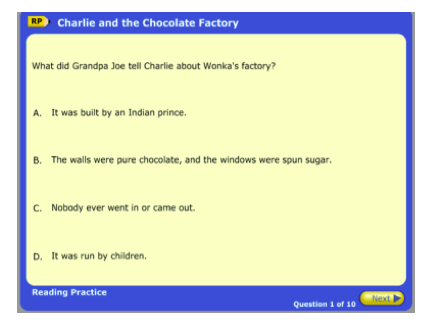 RP Charlie and the Chocolate Factory
What did Grandpa Joe tell Charlie about Wonka's factory?
A. It was built by an Indian prince.
B. The walls were pure chocolate, and the windows were spun sugar.
C. Nobody ever went in or came out.
D. It was run by children.
Reading Practice
Question 1 of 10 Next